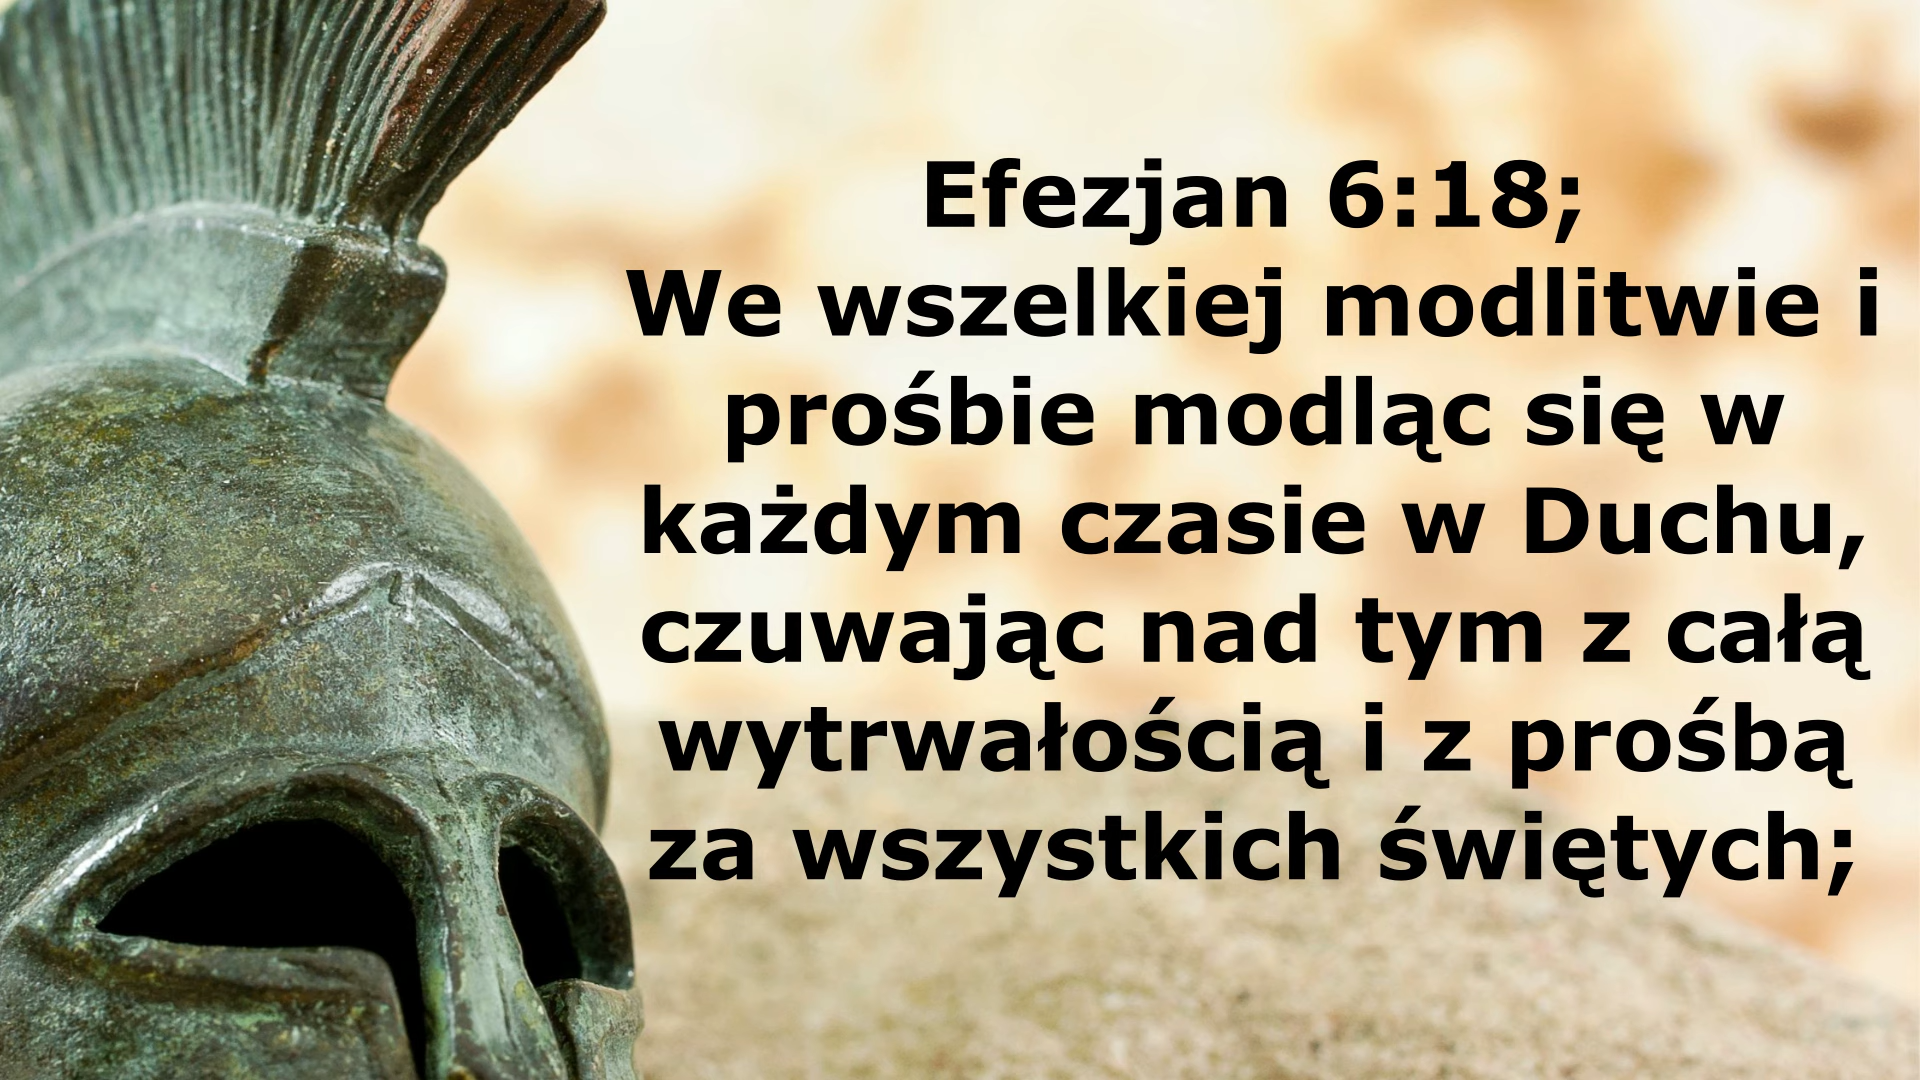 Efezjan 6:18;
We wszelkiej modlitwie i
prośbie modląc się w
każdym czasie w Duchu,
czuwając nad tym z całą
wytrwałością i z prośbą
za wszystkich świętych;